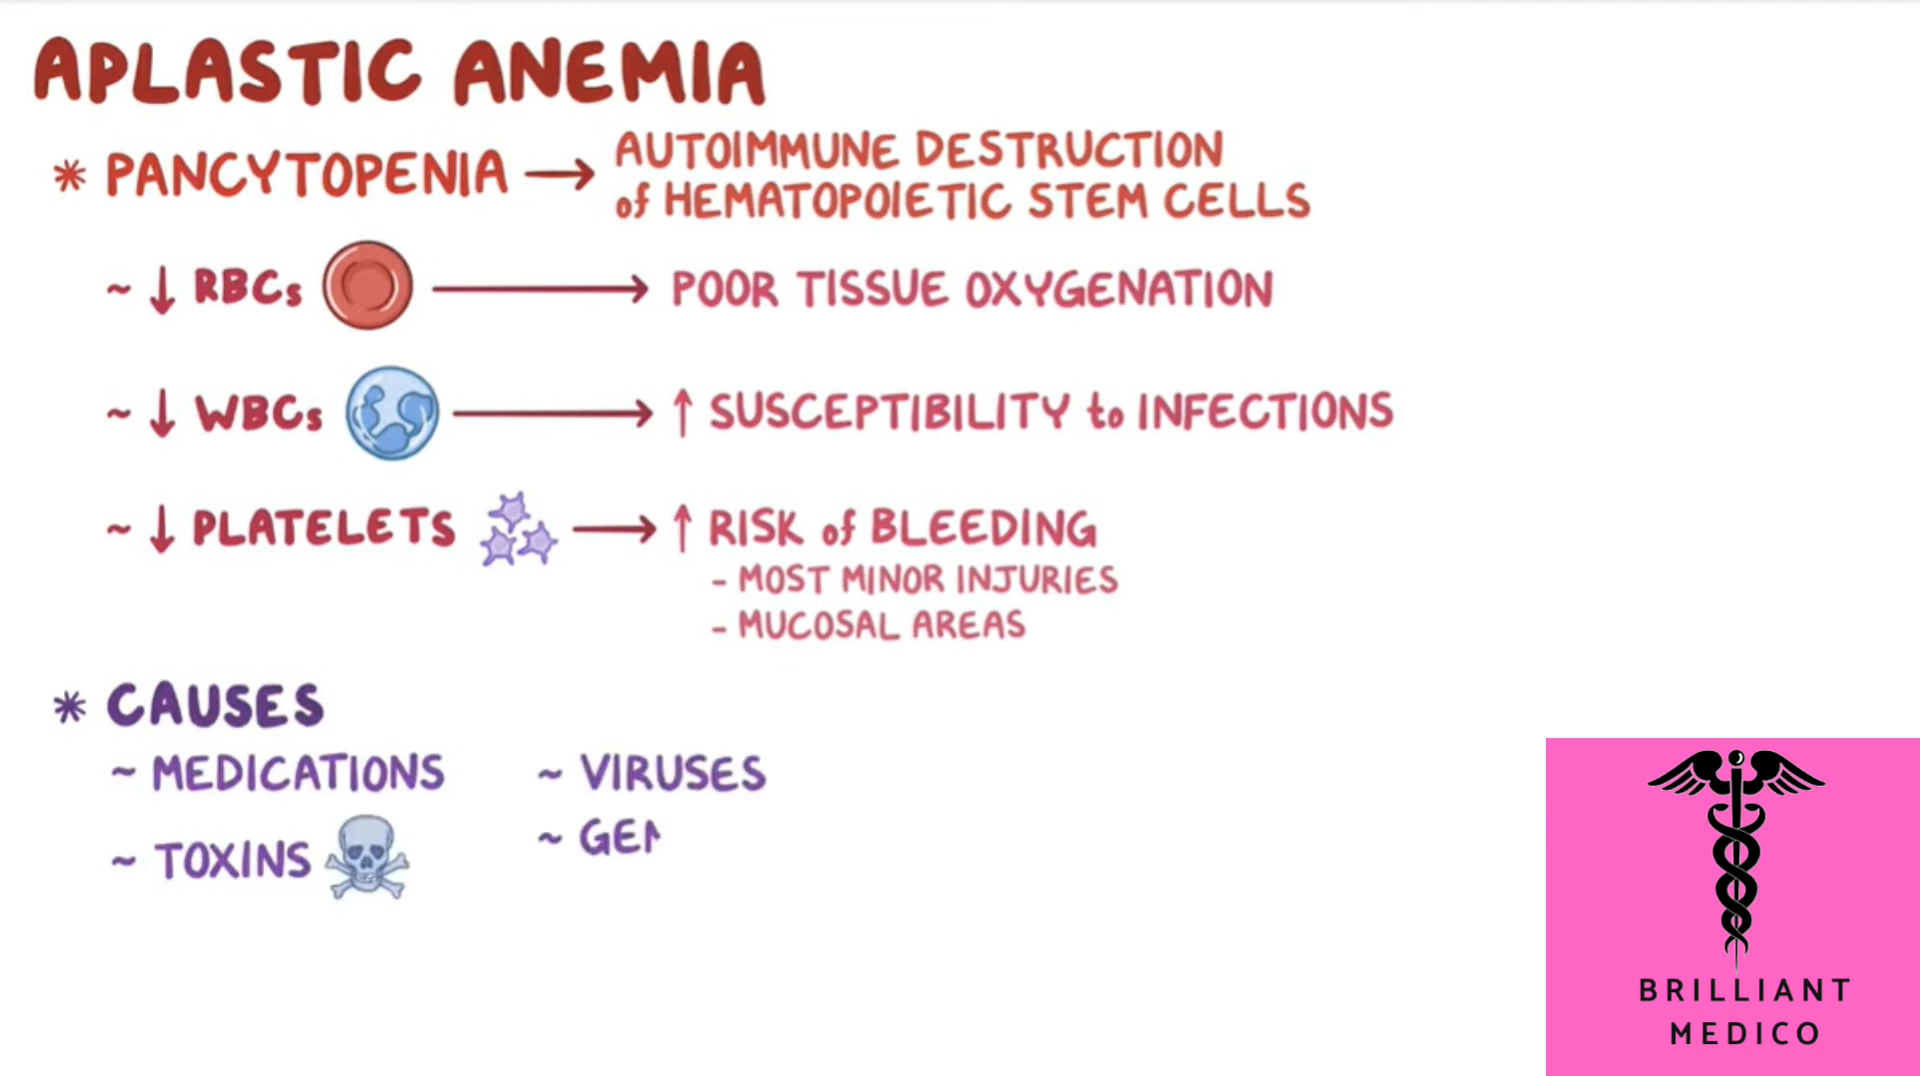 APLASTIC ANEMIA
* PANCYTOPENIA → AUTOIMMUNE DESTRUCTION
of HEMATOPOIETIC STEM CELLS
~ ↓ RBCs → POOR TISSUE OXYGENATION
~ ↓ WBCs → ↑ SUSCEPTIBILITY to INFECTIONS
~ ↓ PLATELETS → ↑ RISK of BLEEDING
- MOST MINOR INJURIES
- MUCOSAL AREAS
* CAUSES
~ MEDICATIONS
~ TOXINS
~ VIRUSES
BRILLIANT
MEDICO